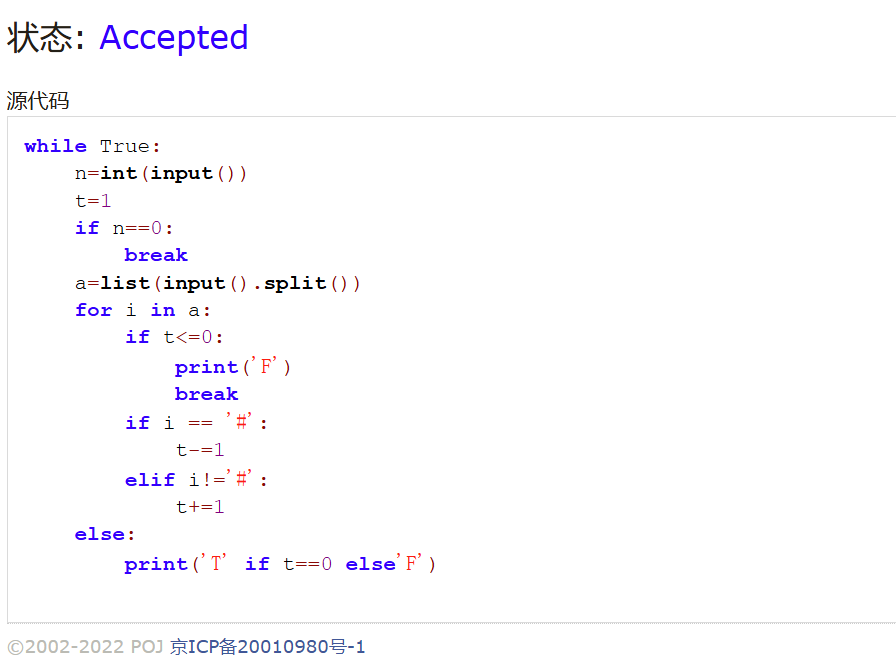 状态: Accepted
源代码
while True:
    n=int(input())
    t=1
    if n==0:
        break
    a=list(input().split())
    for i in a:
        if t<=0:
            print('F')
            break
        if i == '#':
            t-=1
        elif i!='#':
            t+=1
    else:
        print('T' if t==0 else'F')
©2002-2022 POJ 京ICP备20010980号-1